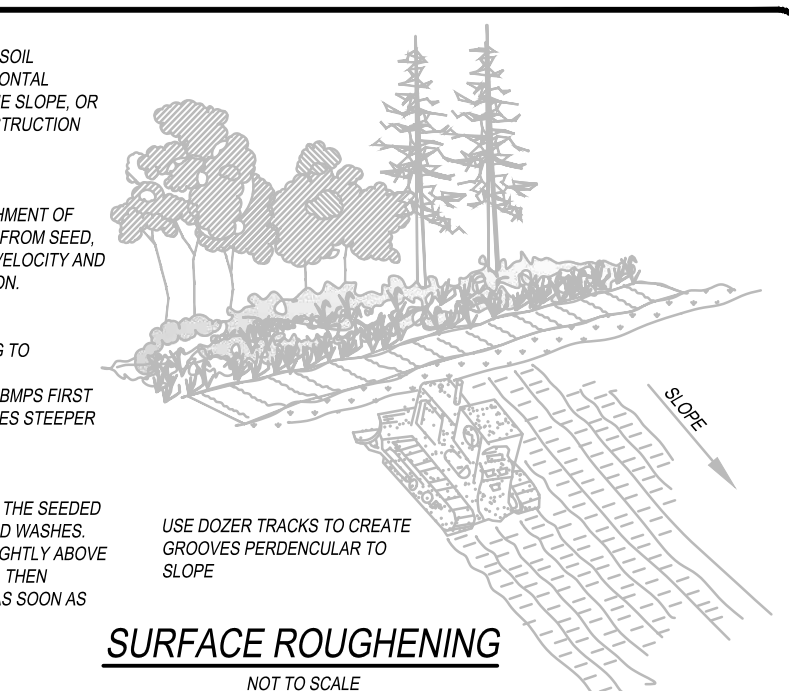 SOIL
ONTAL
E SLOPE, OR
TRUCTION
HMENT OF
FROM SEED,
VELOCITY AND
ON.
G TO
BMPS FIRST
ES STEEPER
SLOPE
THE SEEDED
D WASHES.
GHTLY ABOVE
THEN
AS SOON AS
USE DOZER TRACKS TO CREATE
GROOVES PERDENCULAR TO
SLOPE
SURFACE ROUGHENING
NOT TO SCALE